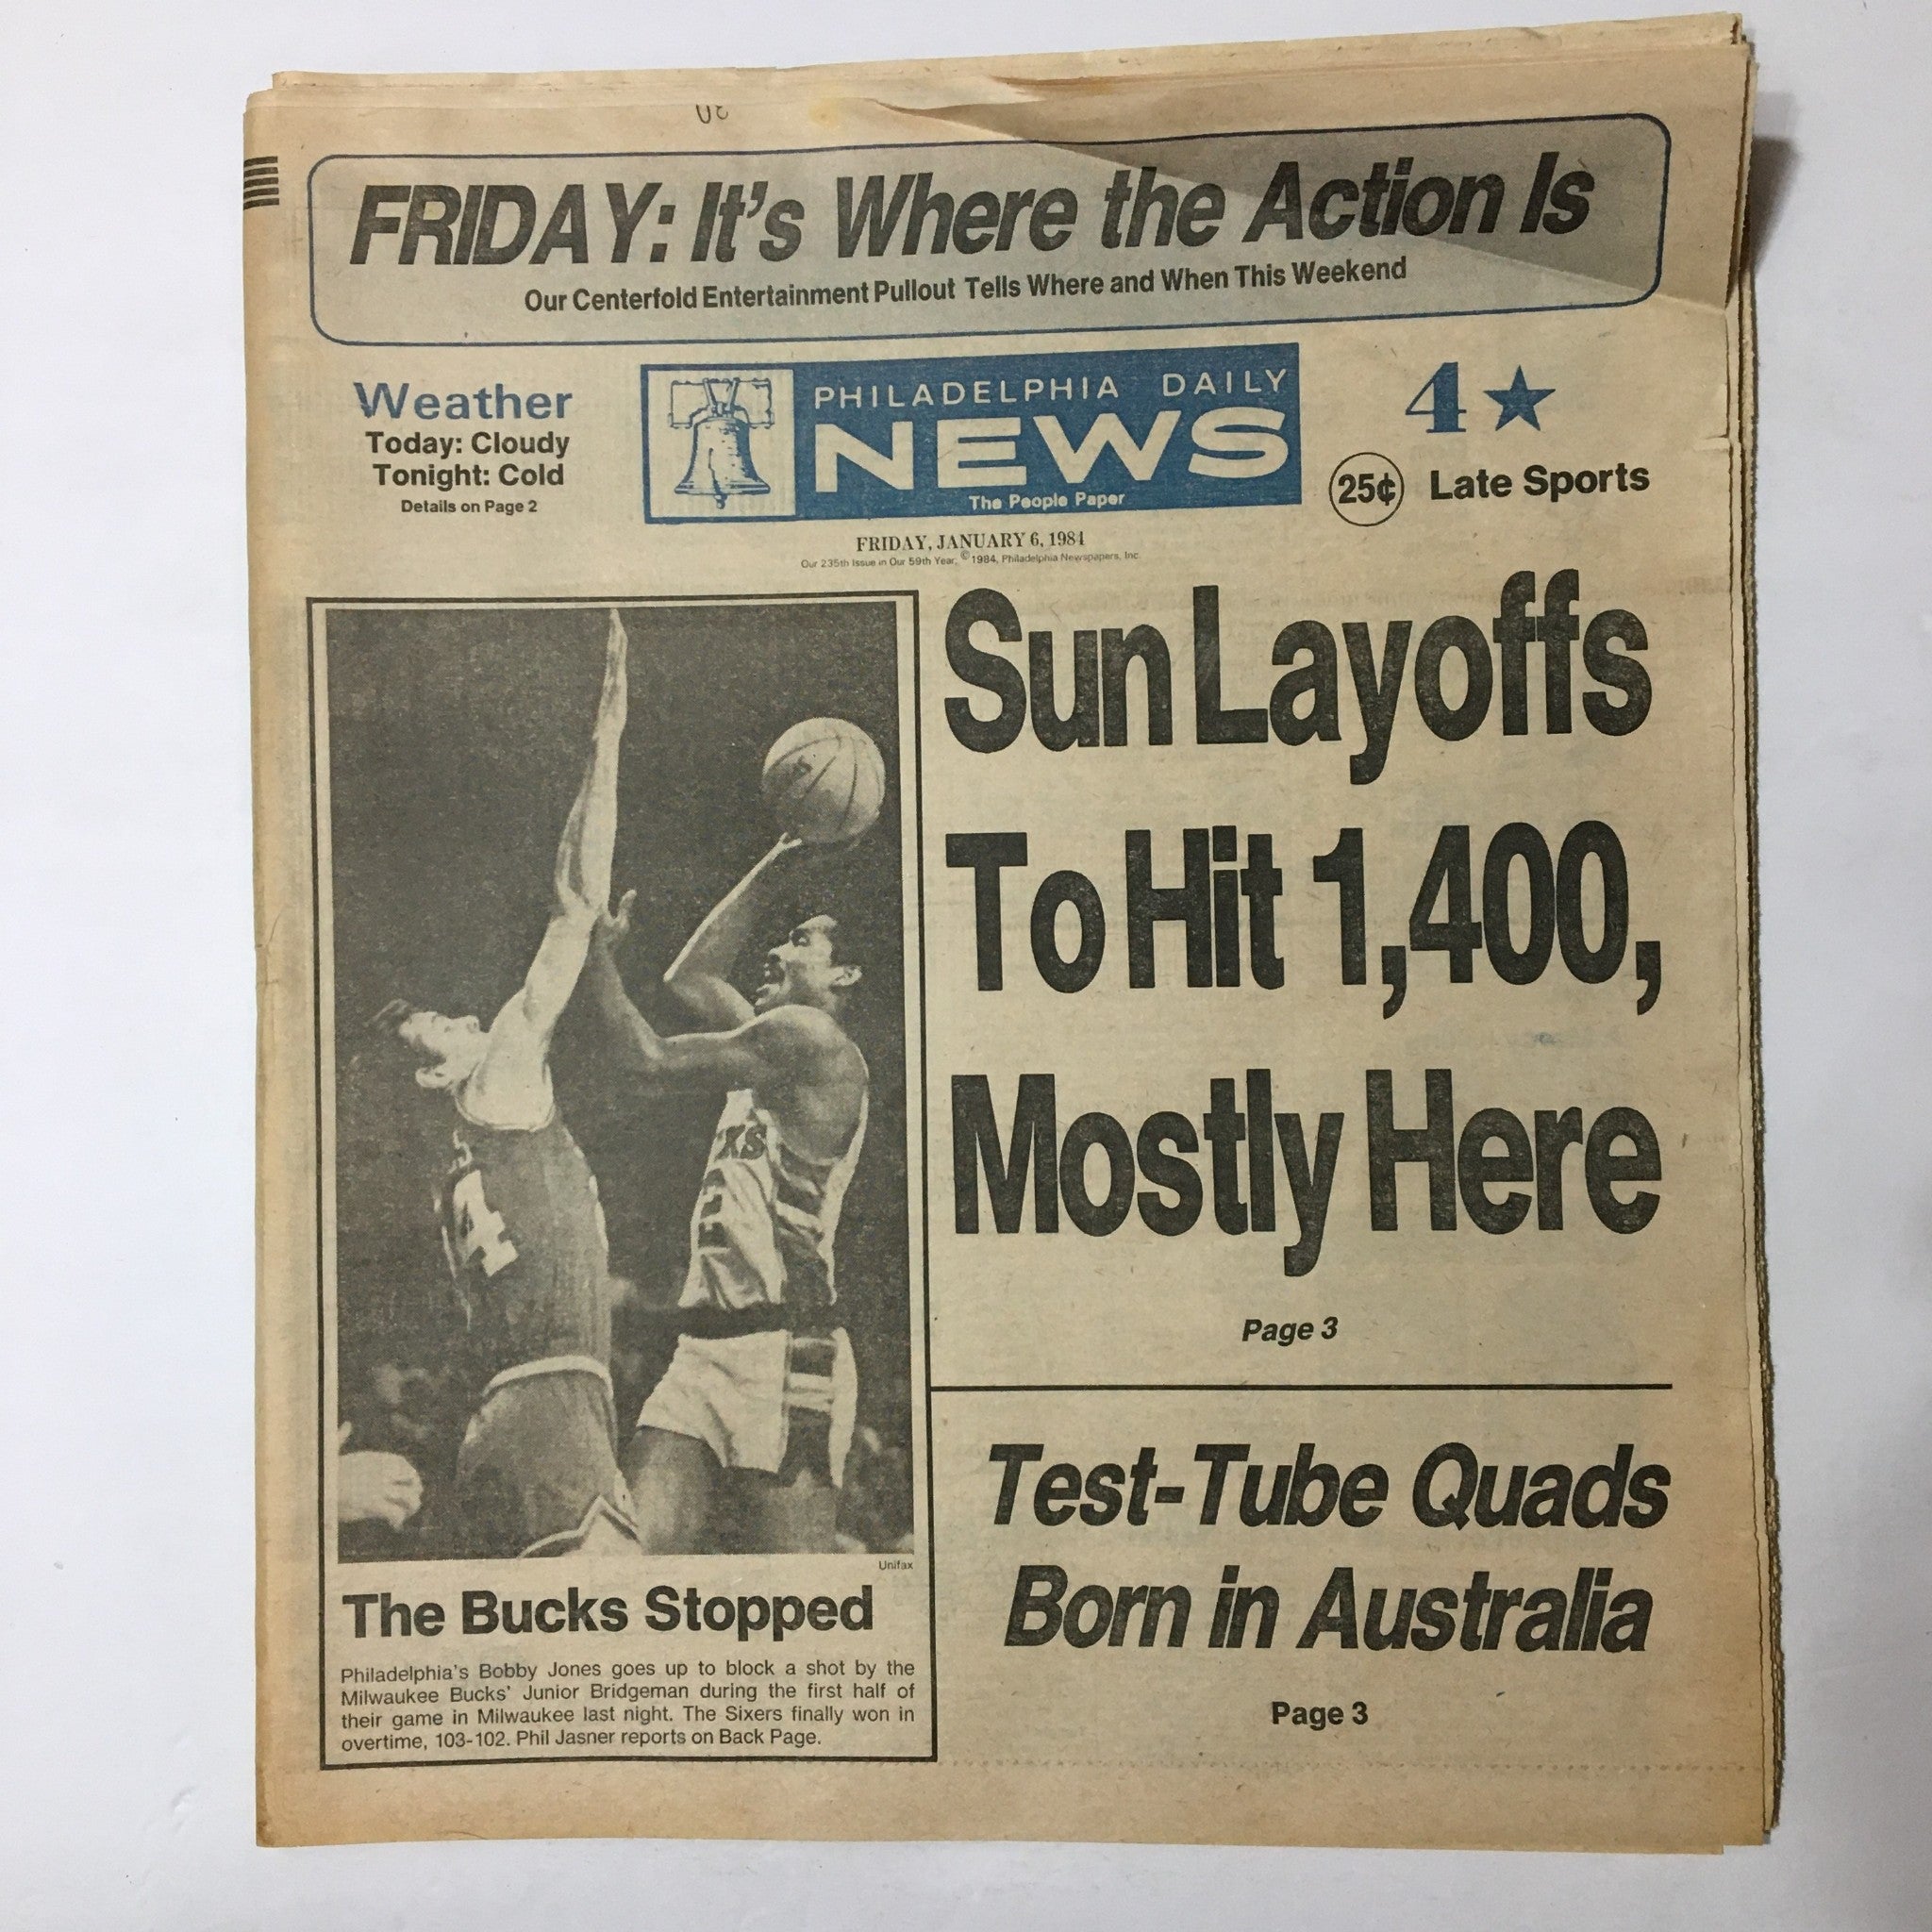 FRIDAY: It's Where the Action Is
Our Centerfold Entertainment Pullout Tells Where and When This Weekend
Weather
Today: Cloudy
Tonight: Cold
Details on Page 2
PHILADELPHIA DAILY
NEWS
The People Paper
4★
25¢ Late Sports
FRIDAY, JANUARY 6, 1984
Our 235th Issue in Our 59th Year, ©1984, Philadelphia Newspapers, Inc.
Sun Layoffs
To Hit 1,400,
Mostly Here
Page 3
Test-Tube Quads
Born in Australia
Page 3
KS
4
Unifax
The Bucks Stopped
Philadelphia's Bobby Jones goes up to block a shot by the
Milwaukee Bucks' Junior Bridgeman during the first half of
their game in Milwaukee last night. The Sixers finally won in
overtime, 103-102. Phil Jasner reports on Back Page.